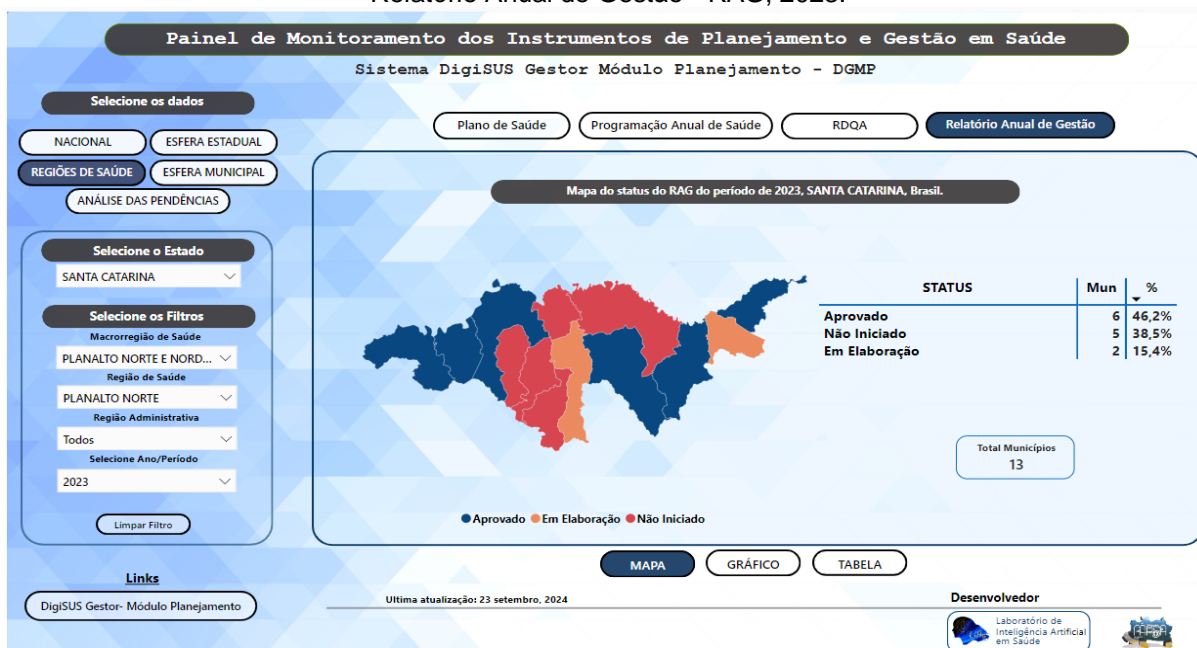 Relatório Anual de Gestão - RAG, 2023.
Painel de Monitoramento dos Instrumentos de Planejamento e Gestão em Saúde
Sistema DigiSUS Gestor Módulo Planejamento - DGMP
Selecione os dados
NACIONAL
ESFERA ESTADUAL
REGIÕES DE SAÚDE
ESFERA MUNICIPAL
ANÁLISE DAS PENDÊNCIAS
Plano de Saúde
Programação Anual de Saúde
RDQA
Relatório Anual de Gestão
Selecione o Estado
SANTA CATARINA
Selecione os Filtros
Macrorregião de Saúde
PLANALTO NORTE E NORD...
Região de Saúde
PLANALTO NORTE
Região Administrativa
Todos
Selecione Ano/Período
2023
Limpar Filtro
Mapa do status do RAG do período de 2023, SANTA CATARINA, Brasil.
STATUS Mun %
Aprovado 6 46,2%
Não Iniciado 5 38,5%
Em Elaboração 2 15,4%
Total Municípios
13
Aprovado Em Elaboração Não Iniciado
MAPA
GRÁFICO
TABELA
Links
DigiSUS Gestor- Módulo Planejamento
Ultima atualização: 23 setembro, 2024
Desenvolvedor
Laboratório de
Inteligência Artificial
em Saúde